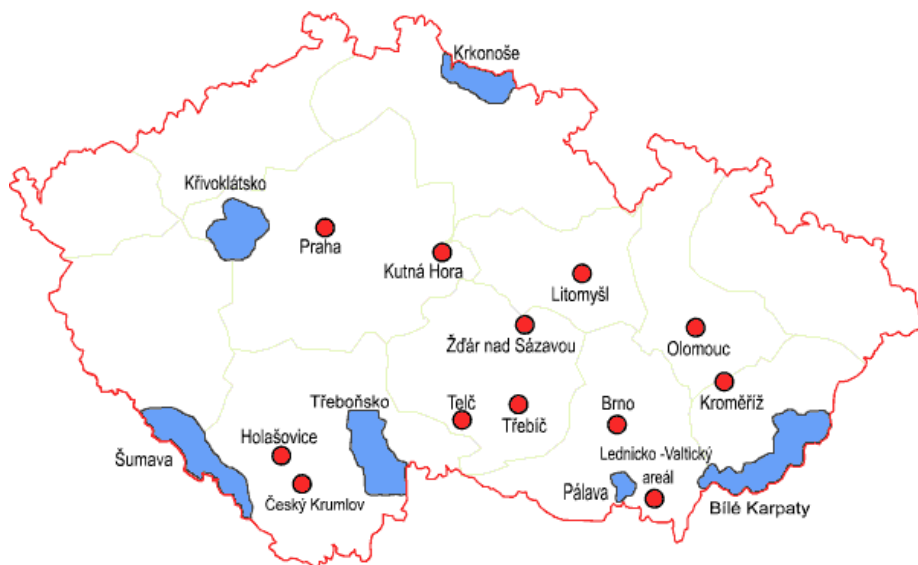 Krkonoše
Křivoklátsko
Praha
Kutná Hora
Litomyšl
Žďár nad Sázavou
Olomouc
Kroměříž
Třeboňsko
Telč
Třebíč
Brno
Holašovice
Lednicko -Valtický
areál
Šumava
Český Krumlov
Pálava
Bílé Karpaty